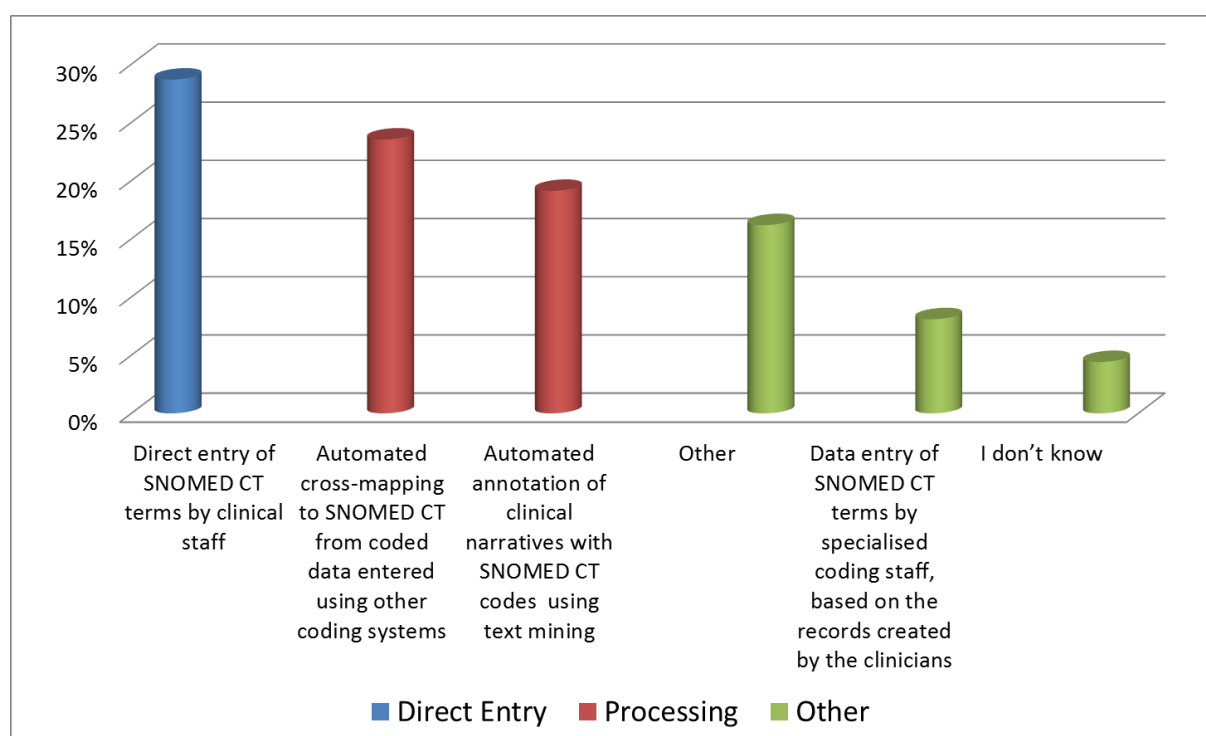 30%
25%
20%
15%
10%
5%
0%
Direct entry of
SNOMED CT
terms by clinical
staff
Automated
cross-mapping
to SNOMED CT
from coded
data entered
using other
coding systems
Automated
annotation of
clinical
narratives with
SNOMED CT
codes using
text mining
Other
Data entry of
SNOMED CT
terms by
specialised
coding staff,
based on the
records created
by the clinicians
I don’t know
Direct Entry Processing Other